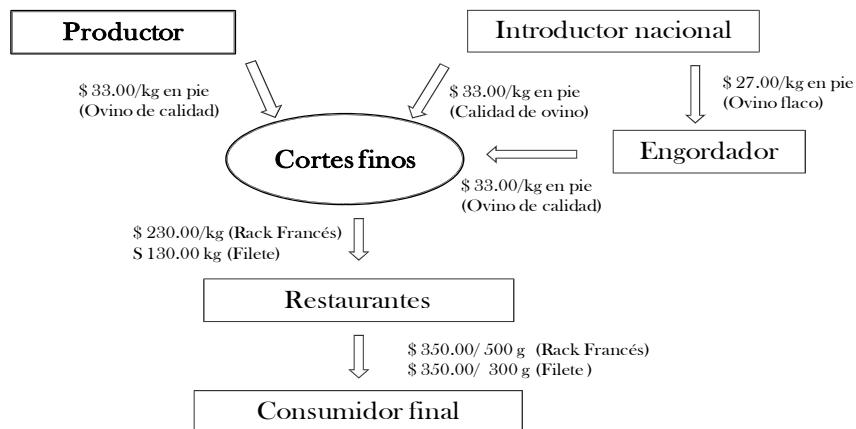 Productor
Introductor nacional
$ 33.00/kg en pie
(Ovino de calidad)
$ 33.00/kg en pie
(Calidad de ovino)
$ 27.00/kg en pie
(Ovino flaco)
Cortes finos
Engordador
$ 33.00/kg en pie
(Ovino de calidad)
$ 230.00/kg (Rack Francés)
S 130.00 kg (Filete)
Restaurantes
$ 350.00/ 500 g (Rack Francés)
$ 350.00/ 300 g (Filete )
Consumidor final